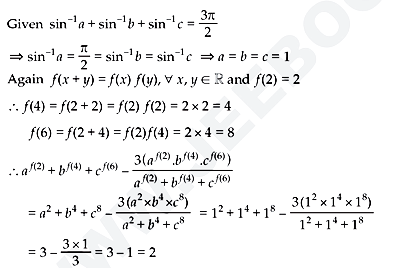 Given sin⁻¹a + sin⁻¹b + sin⁻¹c = 3π/2
⇒ sin⁻¹a = π/2 = sin⁻¹b = sin⁻¹c ⇒ a = b = c = 1
Again f(x + y) = f(x) f(y), ∀ x, y ∈ ℝ and f(2) = 2
∴ f(4) = f(2 + 2) = f(2) f(2) = 2 × 2 = 4
f(6) = f(2 + 4) = f(2)f(4) = 2 × 4 = 8
∴ a^f(2) + b^f(4) + c^f(6) − 3(a^f(2) . b^f(4) . c^f(6)) / (a^f(2) + b^f(4) + c^f(6))
= a² + b⁴ + c⁸ − 3(a² × b⁴ × c⁸) / (a² + b⁴ + c⁸) = 1² + 1⁴ + 1⁸ − 3(1² × 1⁴ × 1⁸) / (1² + 1⁴ + 1⁸)
= 3 − (3 × 1)/3 = 3 − 1 = 2